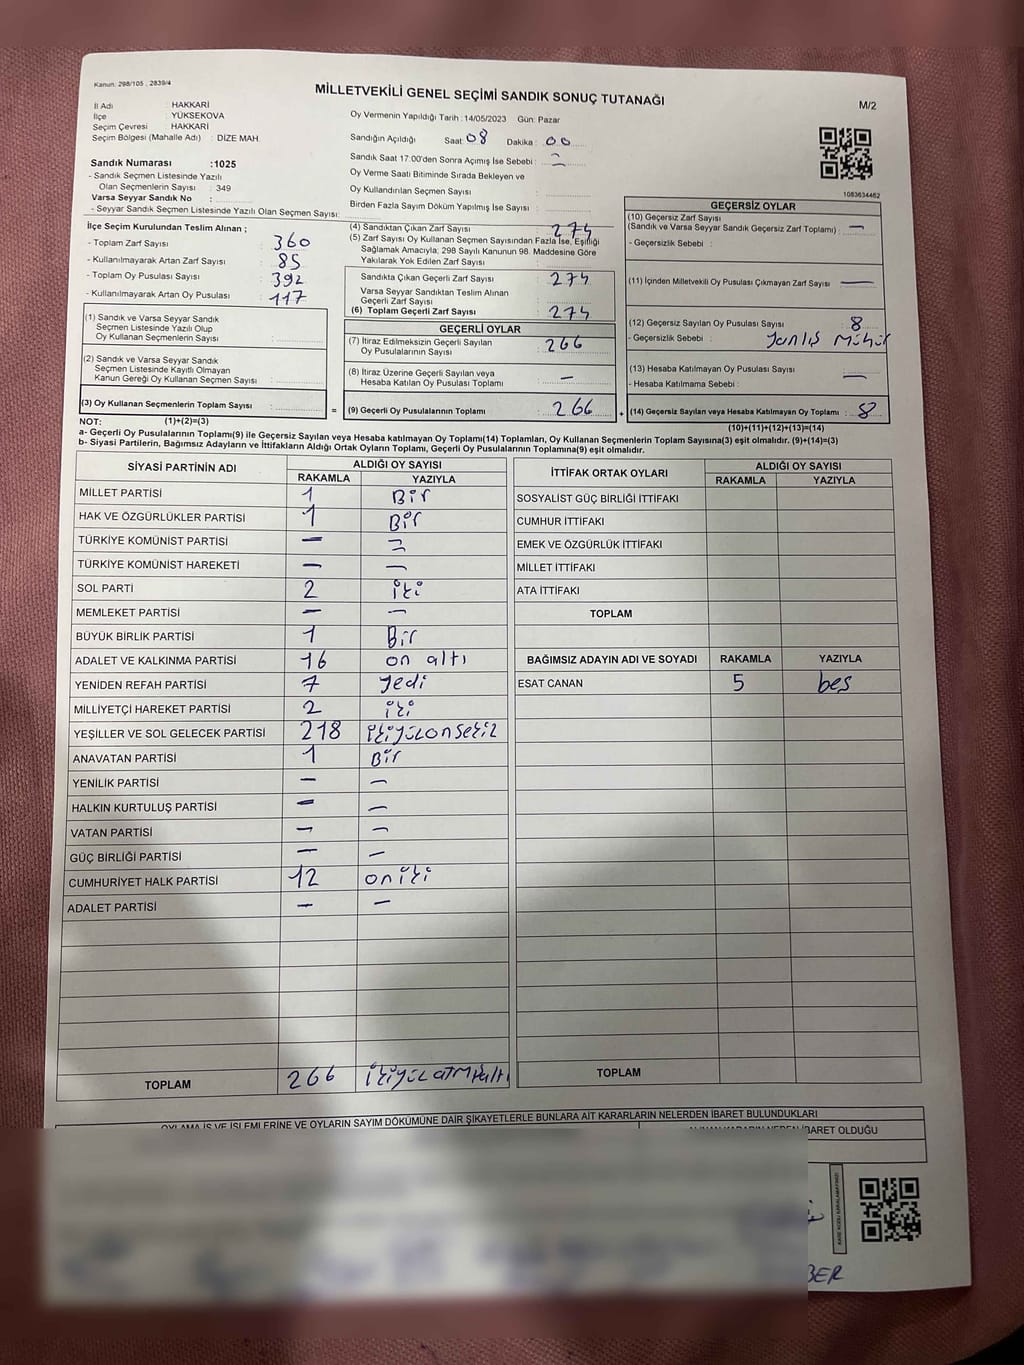 Kanun: 298/105 , 2839/4
MİLLETVEKİLİ GENEL SEÇİMİ SANDIK SONUÇ TUTANAĞI
M/2
İl Adı : HAKKARİ
İlçe : YÜKSEKOVA
Seçim Çevresi : HAKKARİ
Seçim Bölgesi (Mahalle Adı) : DİZE MAH.
Sandık Numarası :1025
- Sandık Seçmen Listesinde Yazılı
Olan Seçmenlerin Sayısı : 349
Varsa Seyyar Sandık No :
- Seyyar Sandık Seçmen Listesinde Yazılı Olan Seçmen Sayısı:
Oy Vermenin Yapıldığı Tarih : 14/05/2023 Gün: Pazar
Sandığın Açıldığı Saat: 08 Dakika : 00
Sandık Saat 17.00'den Sonra Açımış İse Sebebi :
Oy Verme Saati Bitiminde Sırada Bekleyen ve
Oy Kullandırılan Seçmen Sayısı :
Birden Fazla Sayım Döküm Yapılmış İse Sayısı :
1083634462
İlçe Seçim Kurulundan Teslim Alınan ;
- Toplam Zarf Sayısı : 360
- Kullanılmayarak Artan Zarf Sayısı : 85
- Toplam Oy Pusulası Sayısı : 392
- Kullanılmayarak Artan Oy Pusulası : 117
(1) Sandık ve Varsa Seyyar Sandık
Seçmen Listesinde Yazılı Olup
Oy Kullanan Seçmenlerin Sayısı :
(2) Sandık ve Varsa Seyyar Sandık
Seçmen Listesinde Kayıtlı Olmayan
Kanun Gereği Oy Kullanan Seçmen Sayısı :
(3) Oy Kullanan Seçmenlerin Toplam Sayısı :
(1)+(2)=(3)
(4) Sandıktan Çıkan Zarf Sayısı : 274
(5) Zarf Sayısı Oy Kullanan Seçmen Sayısından Fazla İse, Eşitliği
Sağlamak Amacıyla; 298 Sayılı Kanunun 98. Maddesine Göre
Yakılarak Yok Edilen Zarf Sayısı :
Sandıkta Çıkan Geçerli Zarf Sayısı : 274
Varsa Seyyar Sandıktan Teslim Alınan
Geçerli Zarf Sayısı :
(6) Toplam Geçerli Zarf Sayısı : 274
GEÇERLİ OYLAR
(7) İtiraz Edilmeksizin Geçerli Sayılan
Oy Pusulalarının Sayısı : 266
(8) İtiraz Üzerine Geçerli Sayılan veya
Hesaba Katılan Oy Pusulası Toplamı : –
= (9) Geçerli Oy Pusulalarının Toplamı : 266 +
GEÇERSİZ OYLAR
(10) Geçersiz Zarf Sayısı
(Sandık ve Varsa Seyyar Sandık Geçersiz Zarf Toplamı) : –
- Geçersizlik Sebebi :
(11) İçinden Milletvekili Oy Pusulası Çıkmayan Zarf Sayısı : –
(12) Geçersiz Sayılan Oy Pusulası Sayısı : 8
- Geçersizlik Sebebi : Yanlış Mühür
(13) Hesaba Katılmayan Oy Pusulası Sayısı : –
- Hesaba Katılmama Sebebi :
(14) Geçersiz Sayılan veya Hesaba Katılmayan Oy Toplamı : 8
(10)+(11)+(12)+(13)=(14)
NOT:
a- Geçerli Oy Pusulalarının Toplamı(9) ile Geçersiz Sayılan veya Hesaba katılmayan Oy Toplamı(14) Toplamları, Oy Kullanan Seçmenlerin Toplam Sayısına(3) eşit olmalıdır. (9)+(14)=(3)
b- Siyasi Partilerin, Bağımsız Adayların ve İttifakların Aldığı Ortak Oyların Toplamı, Geçerli Oy Pusulalarının Toplamına(9) eşit olmalıdır.
SİYASİ PARTİNİN ADI ALDIĞI OY SAYISI
RAKAMLA YAZIYLA
MİLLET PARTİSİ 1 Bir
HAK VE ÖZGÜRLÜKLER PARTİSİ 1 Bir
TÜRKİYE KOMÜNİST PARTİSİ –
TÜRKİYE KOMÜNİST HAREKETİ – –
SOL PARTİ 2 iki
MEMLEKET PARTİSİ – –
BÜYÜK BİRLİK PARTİSİ 1 Bir
ADALET VE KALKINMA PARTİSİ 16 on altı
YENİDEN REFAH PARTİSİ 7 yedi
MİLLİYETÇİ HAREKET PARTİSİ 2 iki
YEŞİLLER VE SOL GELECEK PARTİSİ 218 ikiyüzonsekiz
ANAVATAN PARTİSİ 1 Bir
YENİLİK PARTİSİ – –
HALKIN KURTULUŞ PARTİSİ – –
VATAN PARTİSİ – –
GÜÇ BİRLİĞİ PARTİSİ – –
CUMHURİYET HALK PARTİSİ 12 oniki
ADALET PARTİSİ – –
TOPLAM 266 ikiyüzatmışaltı
İTTİFAK ORTAK OYLARI ALDIĞI OY SAYISI
RAKAMLA YAZIYLA
SOSYALİST GÜÇ BİRLİĞİ İTTİFAKI
CUMHUR İTTİFAKI
EMEK VE ÖZGÜRLÜK İTTİFAKI
MİLLET İTTİFAKI
ATA İTTİFAKI
TOPLAM
BAĞIMSIZ ADAYIN ADI VE SOYADI RAKAMLA YAZIYLA
ESAT CANAN 5 beş
TOPLAM
OYLAMA İŞ VE İŞLEMLERİNE VE OYLARIN SAYIM DÖKÜMÜNE DAİR ŞİKAYETLERLE BUNLARA AİT KARARLARIN NELERDEN İBARET BULUNDUKLARI
İBARET OLDUĞU
BER